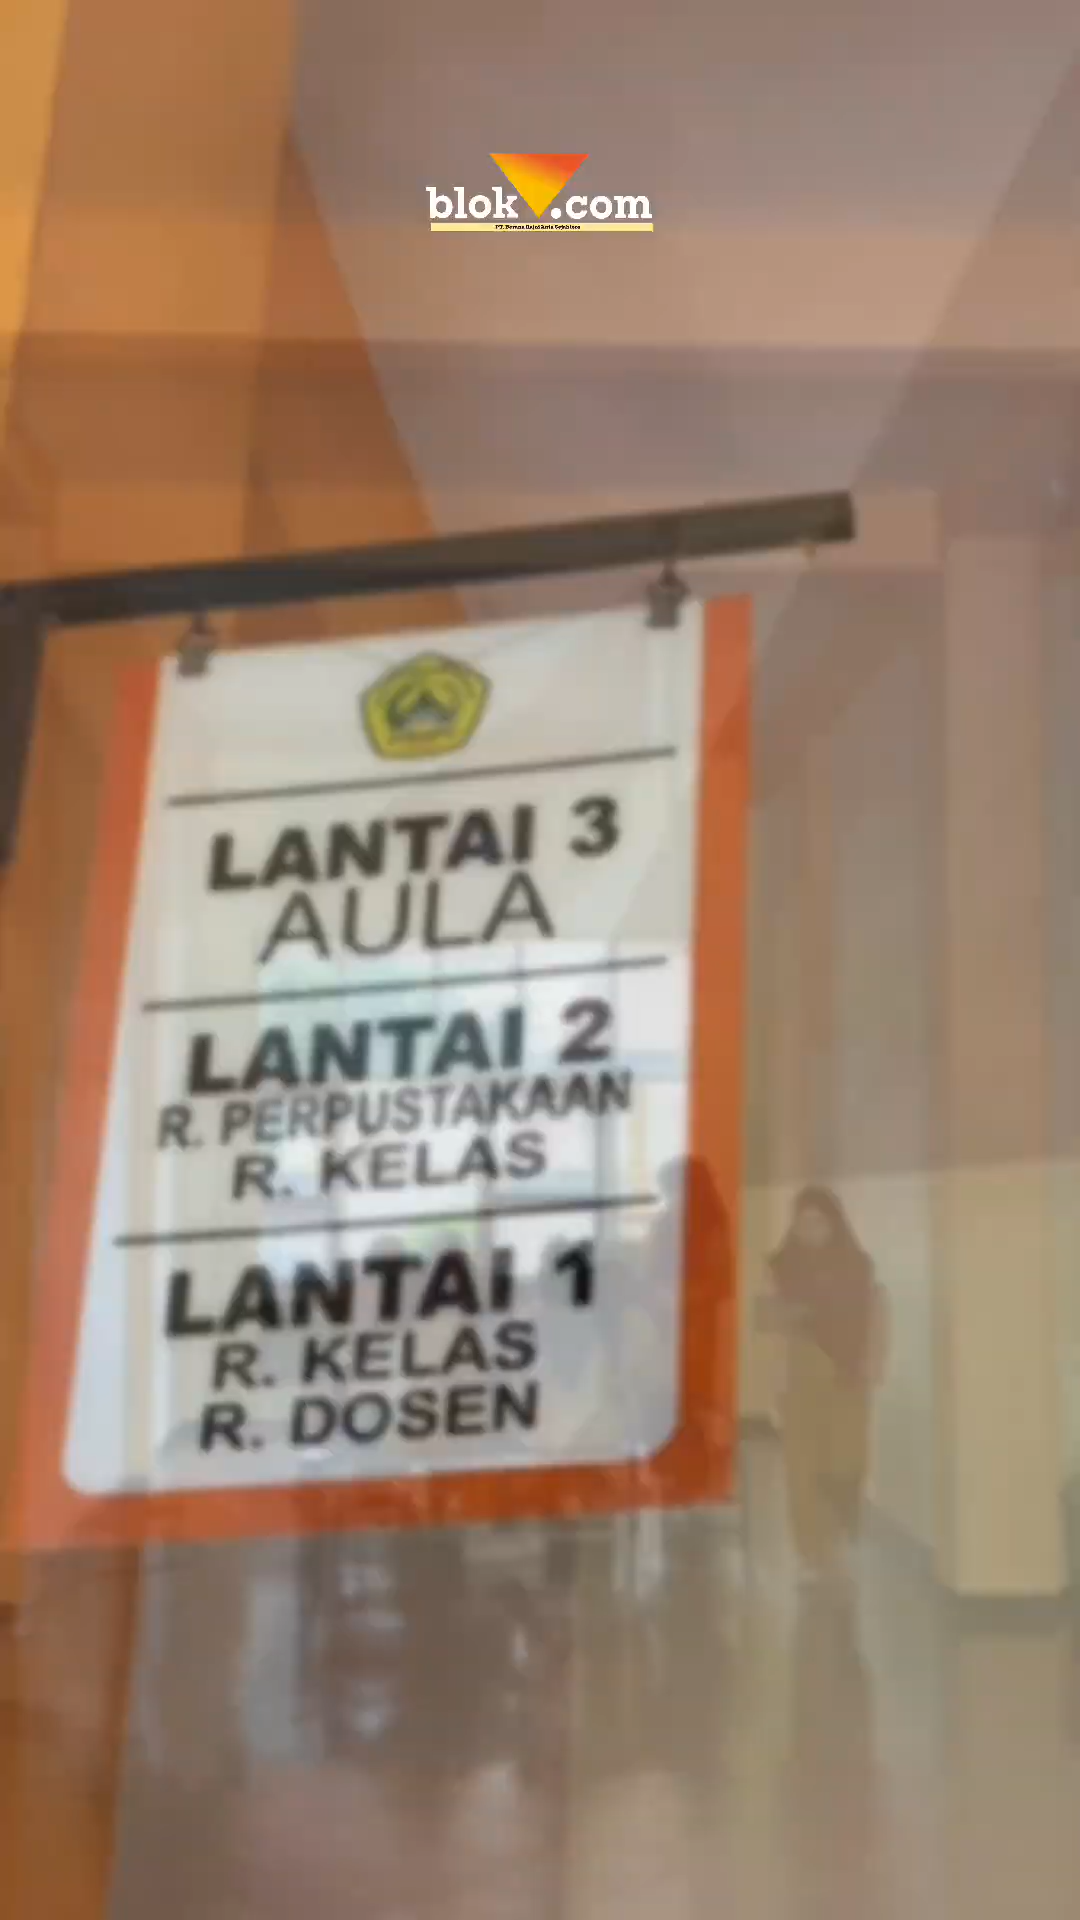 blok
.com
LANTAI 3
AULA
LANTAI 2
R. PERPUSTAKAAN
R. KELAS
LANTAI 1
R. KELAS
R. DOSEN